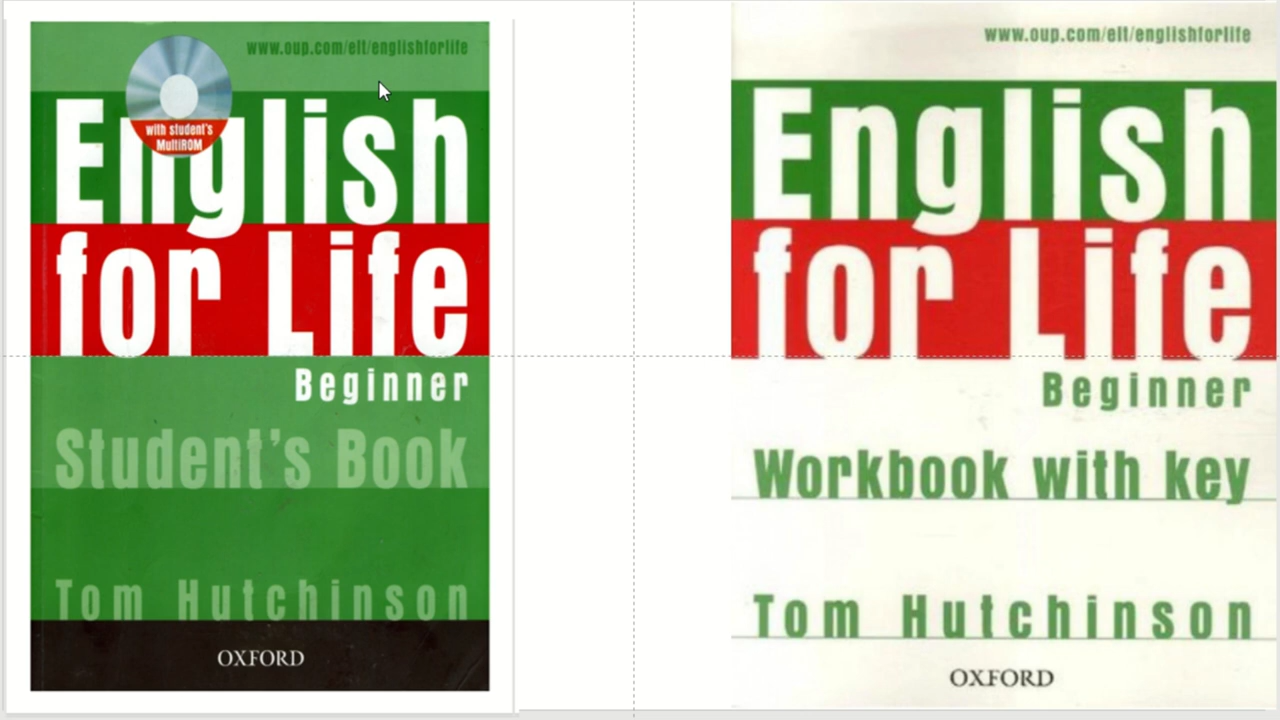 www.oup.com/elt/englishforlife
with student's
MultiROM
English
for Life
Beginner
Student's Book
Tom Hutchinson
OXFORD
www.oup.com/elt/englishforlife
English
for Life
Beginner
Workbook with key
Tom Hutchinson
OXFORD